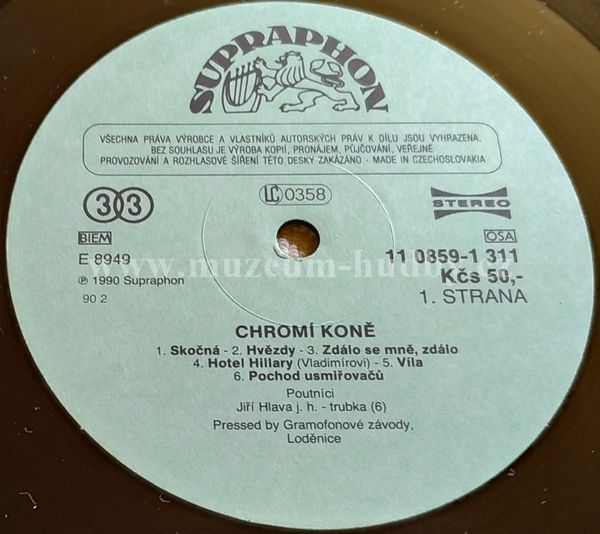 SUPRAPHON
VŠECHNA PRÁVA VÝROBCE A VLASTNÍKŮ AUTORSKÝCH PRÁV K DÍLU JSOU VYHRAZENA.
BEZ SOUHLASU JE VÝROBA KOPIÍ, PRONÁJEM, PŮJČOVÁNÍ, VEŘEJNÉ
PROVOZOVÁNÍ A ROZHLASOVÉ ŠÍŘENÍ TÉTO DESKY ZAKÁZÁNO - MADE IN CZECHOSLOVAKIA
33
LC 0358
STEREO
BIEM
OSA
E 8949
11 0859-1 311
www.muzeum-hudby
℗ 1990 Supraphon
Kčs 50,-
90 2
1. STRANA
CHROMÍ KONĚ
1. Skočná - 2. Hvězdy - 3. Zdálo se mně, zdálo
4. Hotel Hillary (Vladimírovi) - 5. Víla -
6. Pochod usmiřovačů
Poutníci
Jiří Hlava j. h. - trubka (6)
Pressed by Gramofonové závody,
Loděnice